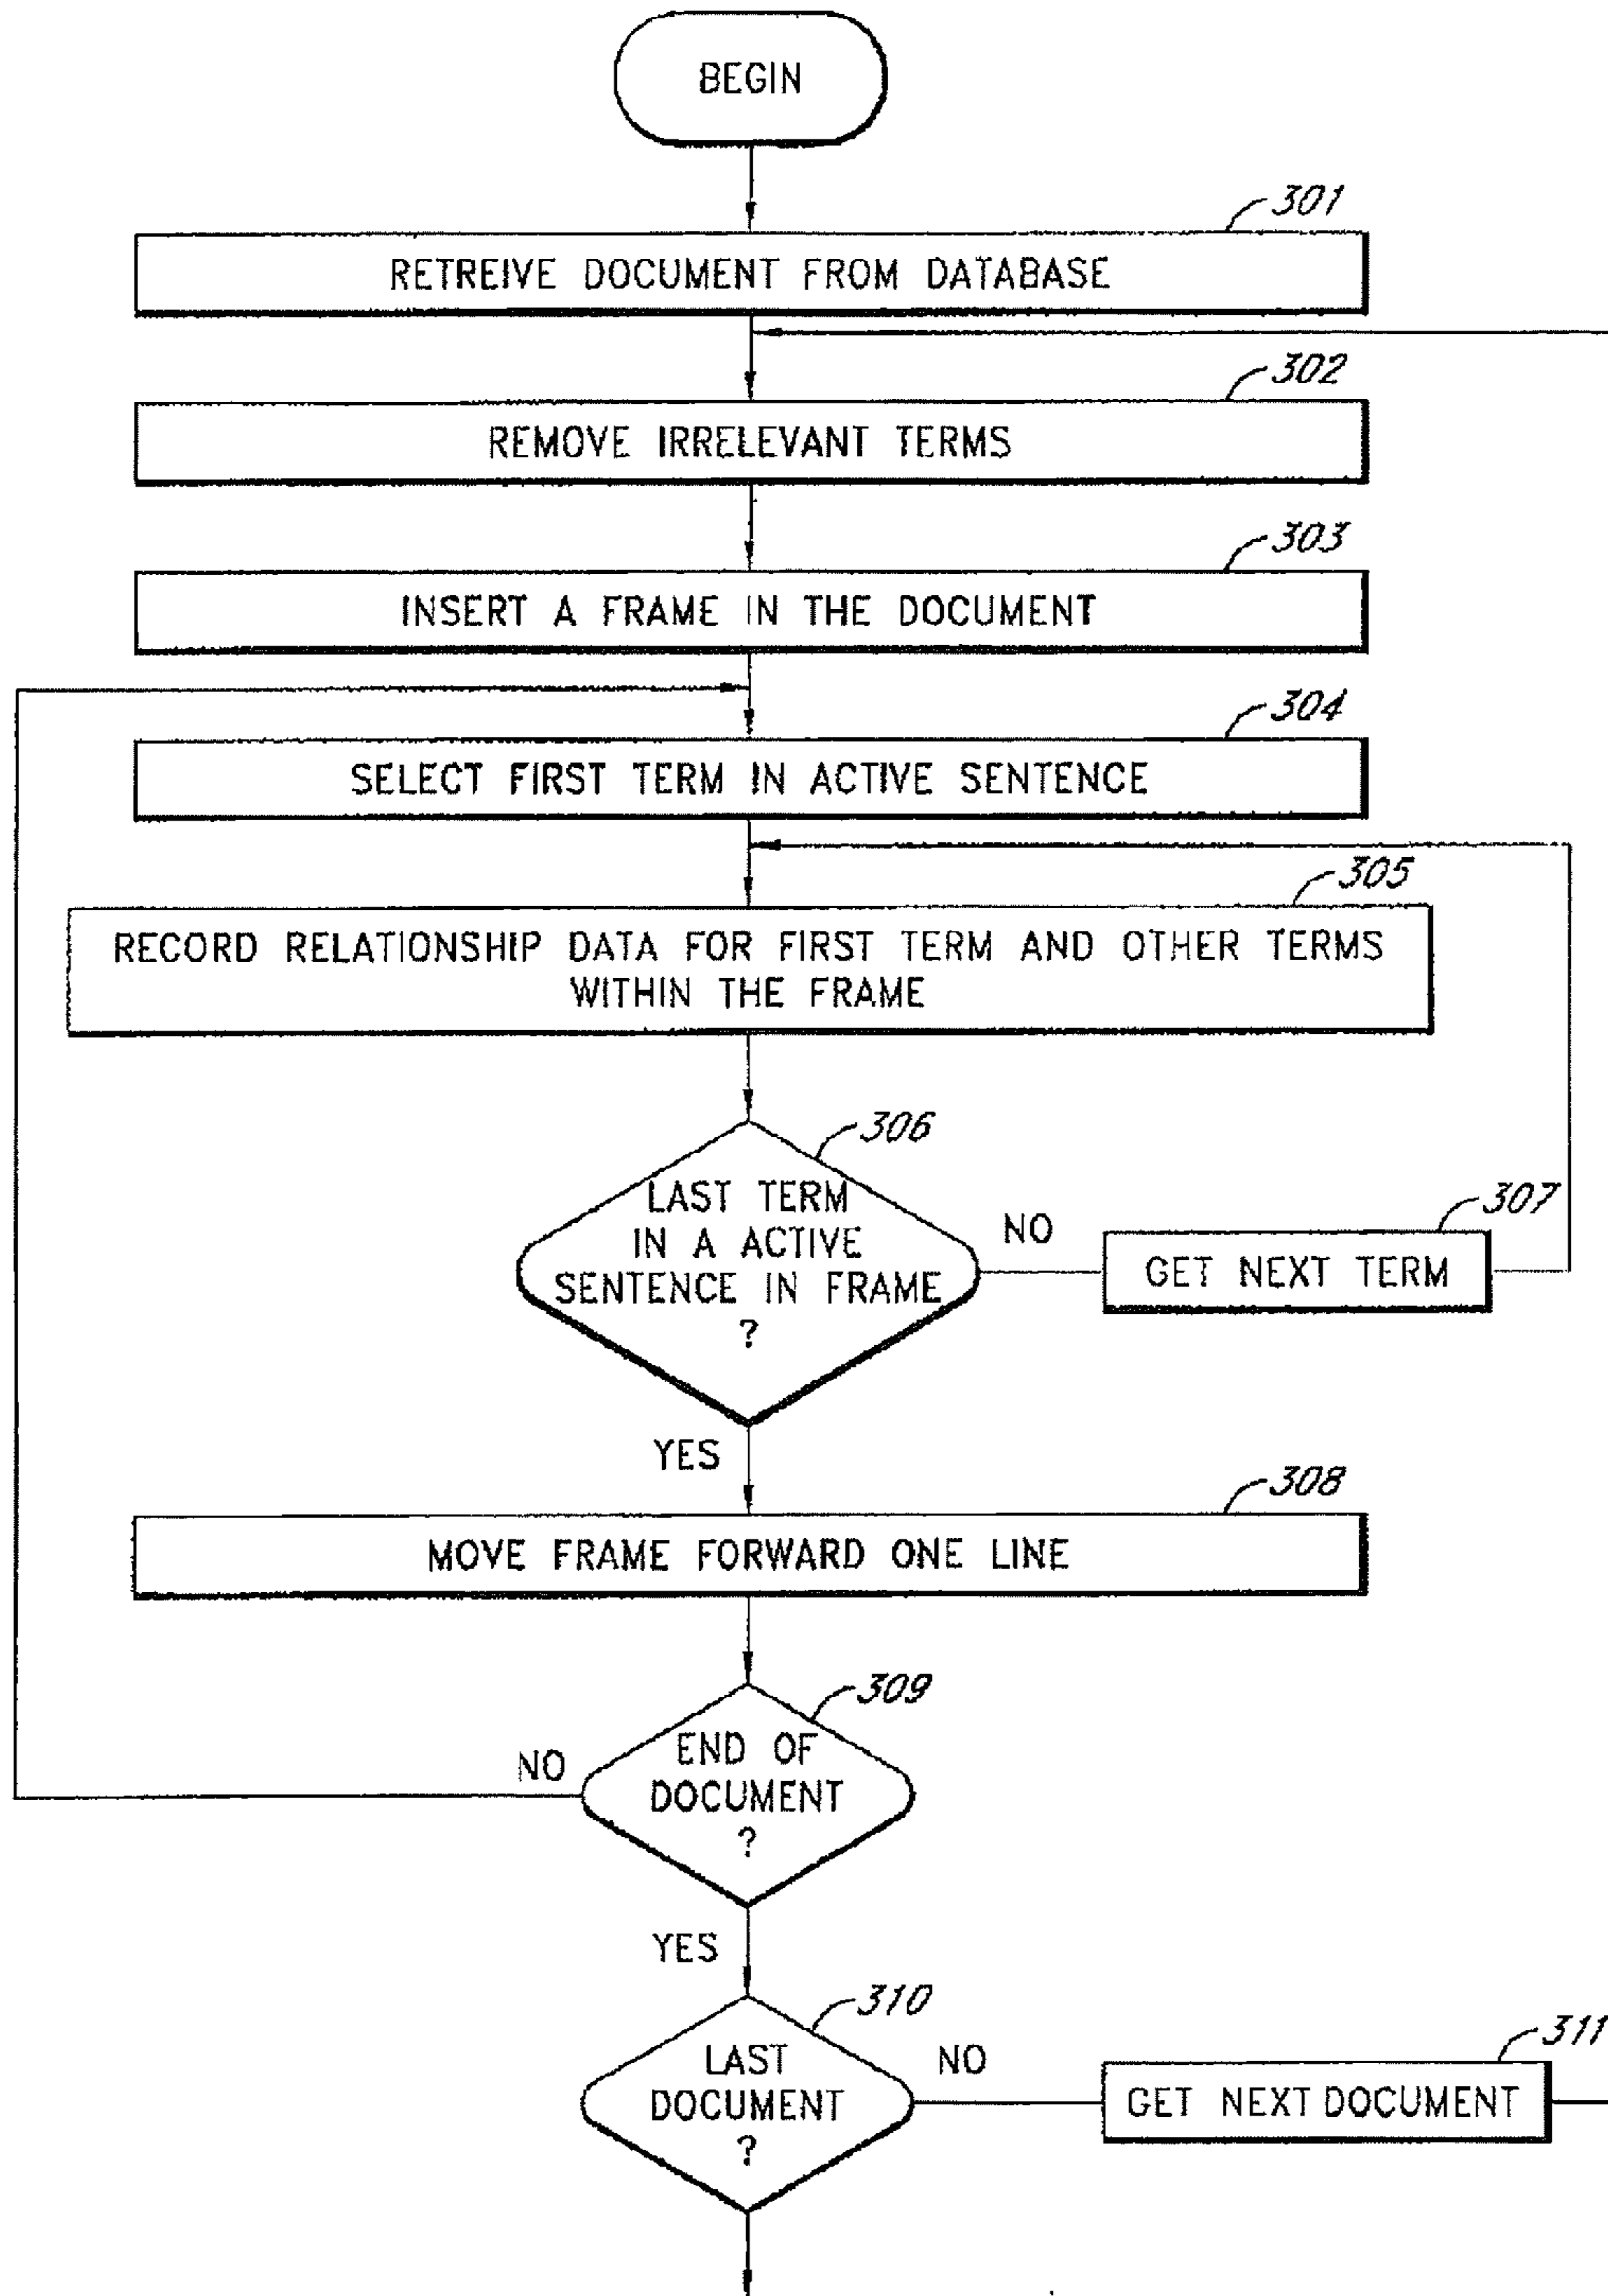 BEGIN
301
RETREIVE DOCUMENT FROM DATABASE
302
REMOVE IRRELEVANT TERMS
303
INSERT A FRAME IN THE DOCUMENT
304
SELECT FIRST TERM IN ACTIVE SENTENCE
305
RECORD RELATIONSHIP DATA FOR FIRST TERM AND OTHER TERMS
WITHIN THE FRAME
306
LAST TERM
IN A ACTIVE
SENTENCE IN FRAME
?
NO
307
GET NEXT TERM
YES
308
MOVE FRAME FORWARD ONE LINE
309
END OF
DOCUMENT
?
NO
YES
310
LAST
DOCUMENT
?
NO
311
GET NEXT DOCUMENT